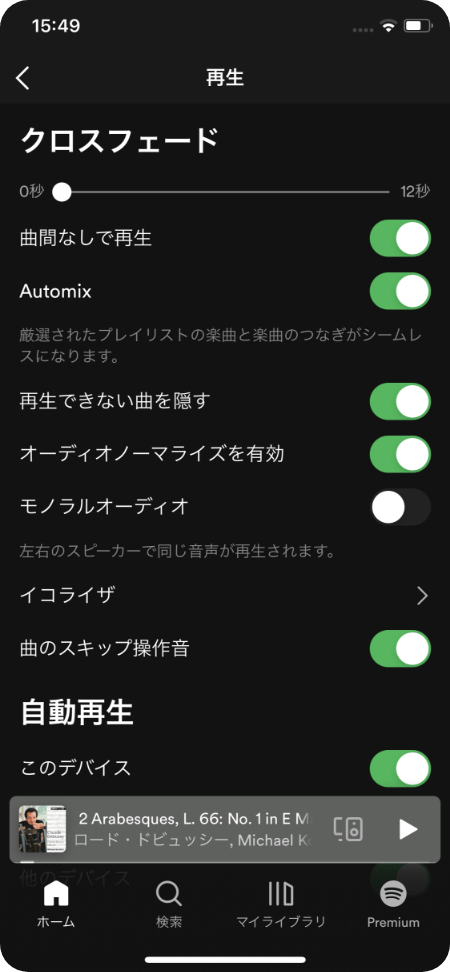 15:49
再生
クロスフェード
0秒
12秒
曲間なしで再生
Automix
厳選されたプレイリストの楽曲と楽曲のつなぎがシームレ
スになります。
再生できない曲を隠す
オーディオノーマライズを有効
モノラルオーディオ
左右のスピーカーで同じ音声が再生されます。
イコライザ
曲のスキップ操作音
自動再生
このデバイス
2 Arabesques, L. 66: No. 1 in E M
ロード・ドビュッシー, Michael K
他のデバイス
ホーム
検索
マイライブラリ
Premium